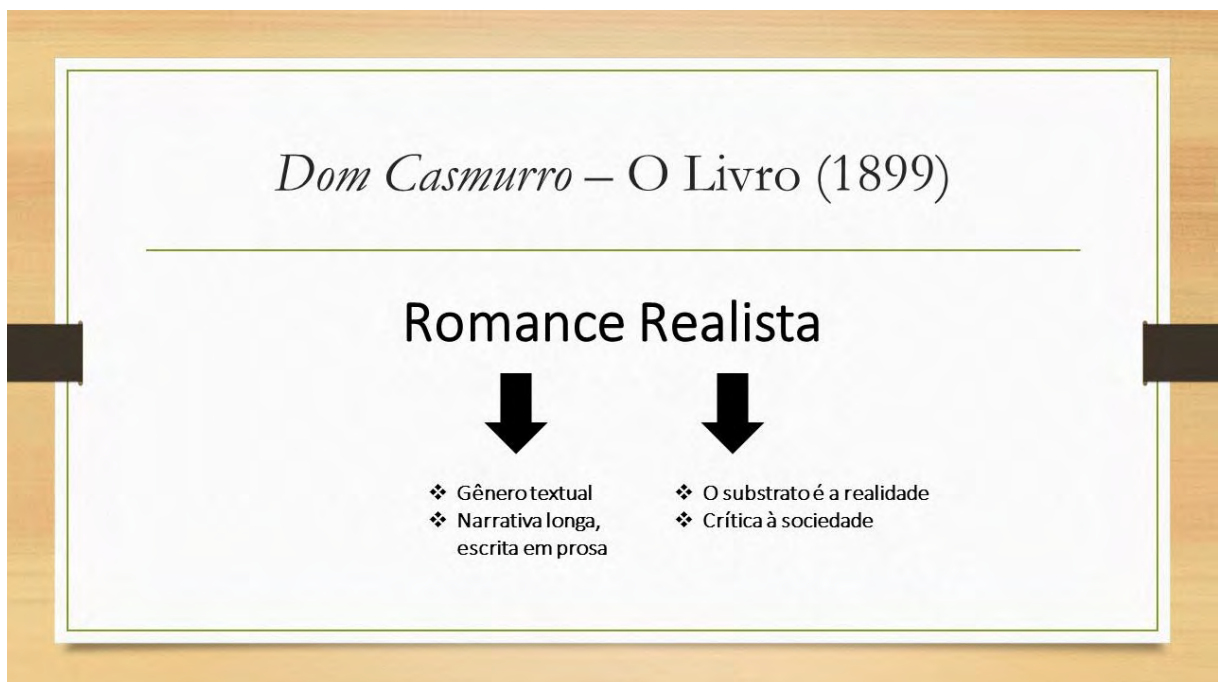 Dom Casmurro – O Livro (1899)
Romance Realista
❖ Gênero textual
❖ Narrativa longa,
escrita em prosa
❖ O substrato é a realidade
❖ Crítica à sociedade